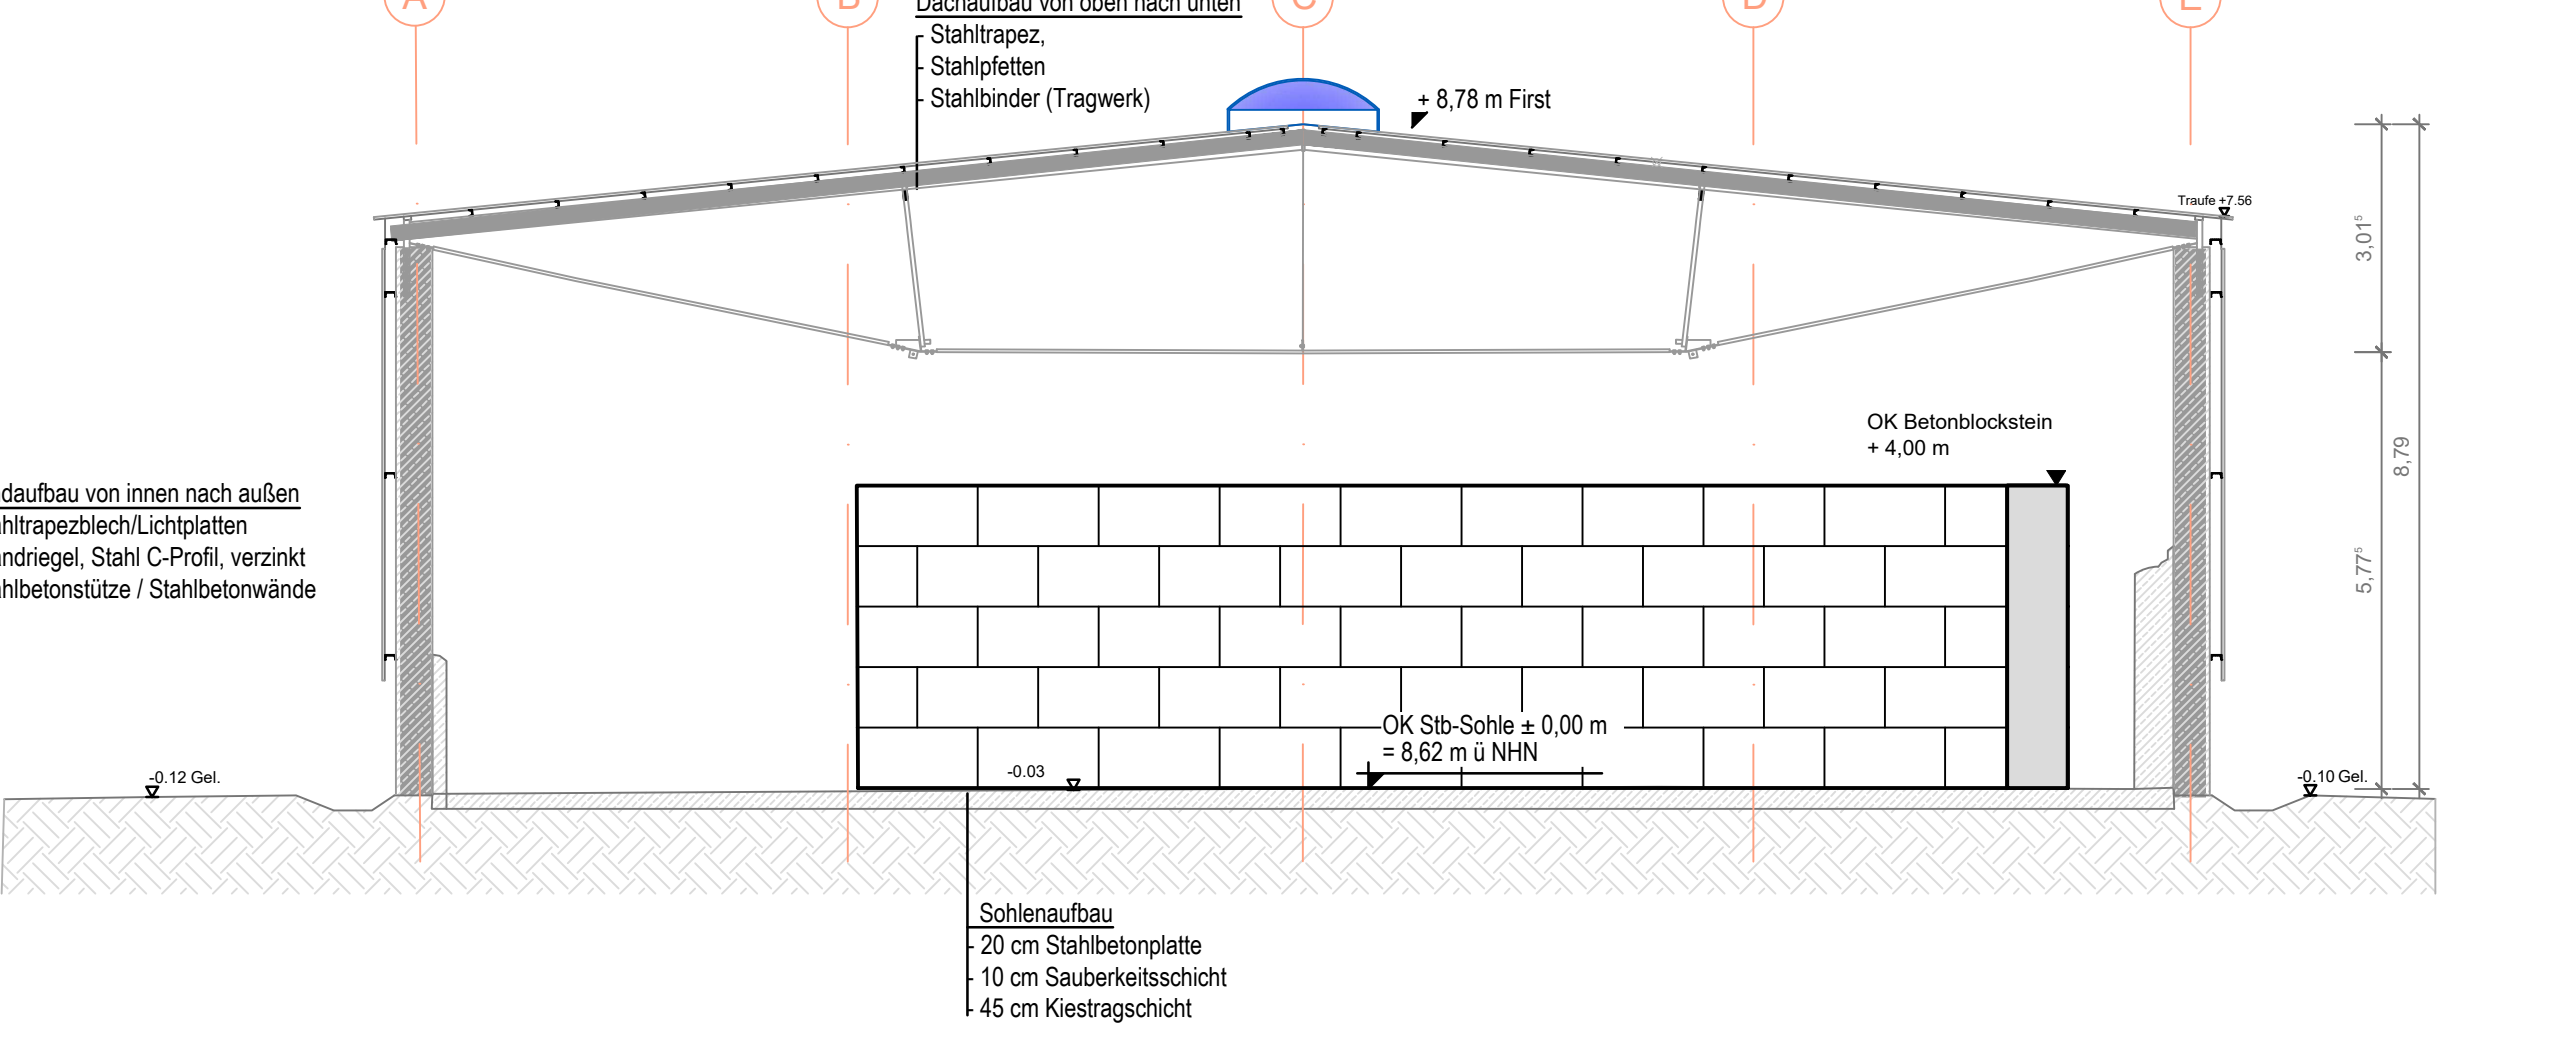 A B C D E
Dachaufbau von oben nach unten
- Stahltrapez,
- Stahlpfetten
- Stahlbinder (Tragwerk)
+ 8,78 m First
Traufe +7.56
3,01⁵
OK Betonblockstein
+ 4,00 m
8,79
5,77⁵
daufbau von innen nach außen
hltrapezblech/Lichtplatten
ndriegel, Stahl C-Profil, verzinkt
hlbetonstütze / Stahlbetonwände
OK Stb-Sohle ± 0,00 m
= 8,62 m ü NHN
-0.12 Gel.
-0.03
-0.10 Gel.
Sohlenaufbau
- 20 cm Stahlbetonplatte
- 10 cm Sauberkeitsschicht
- 45 cm Kiestragschicht